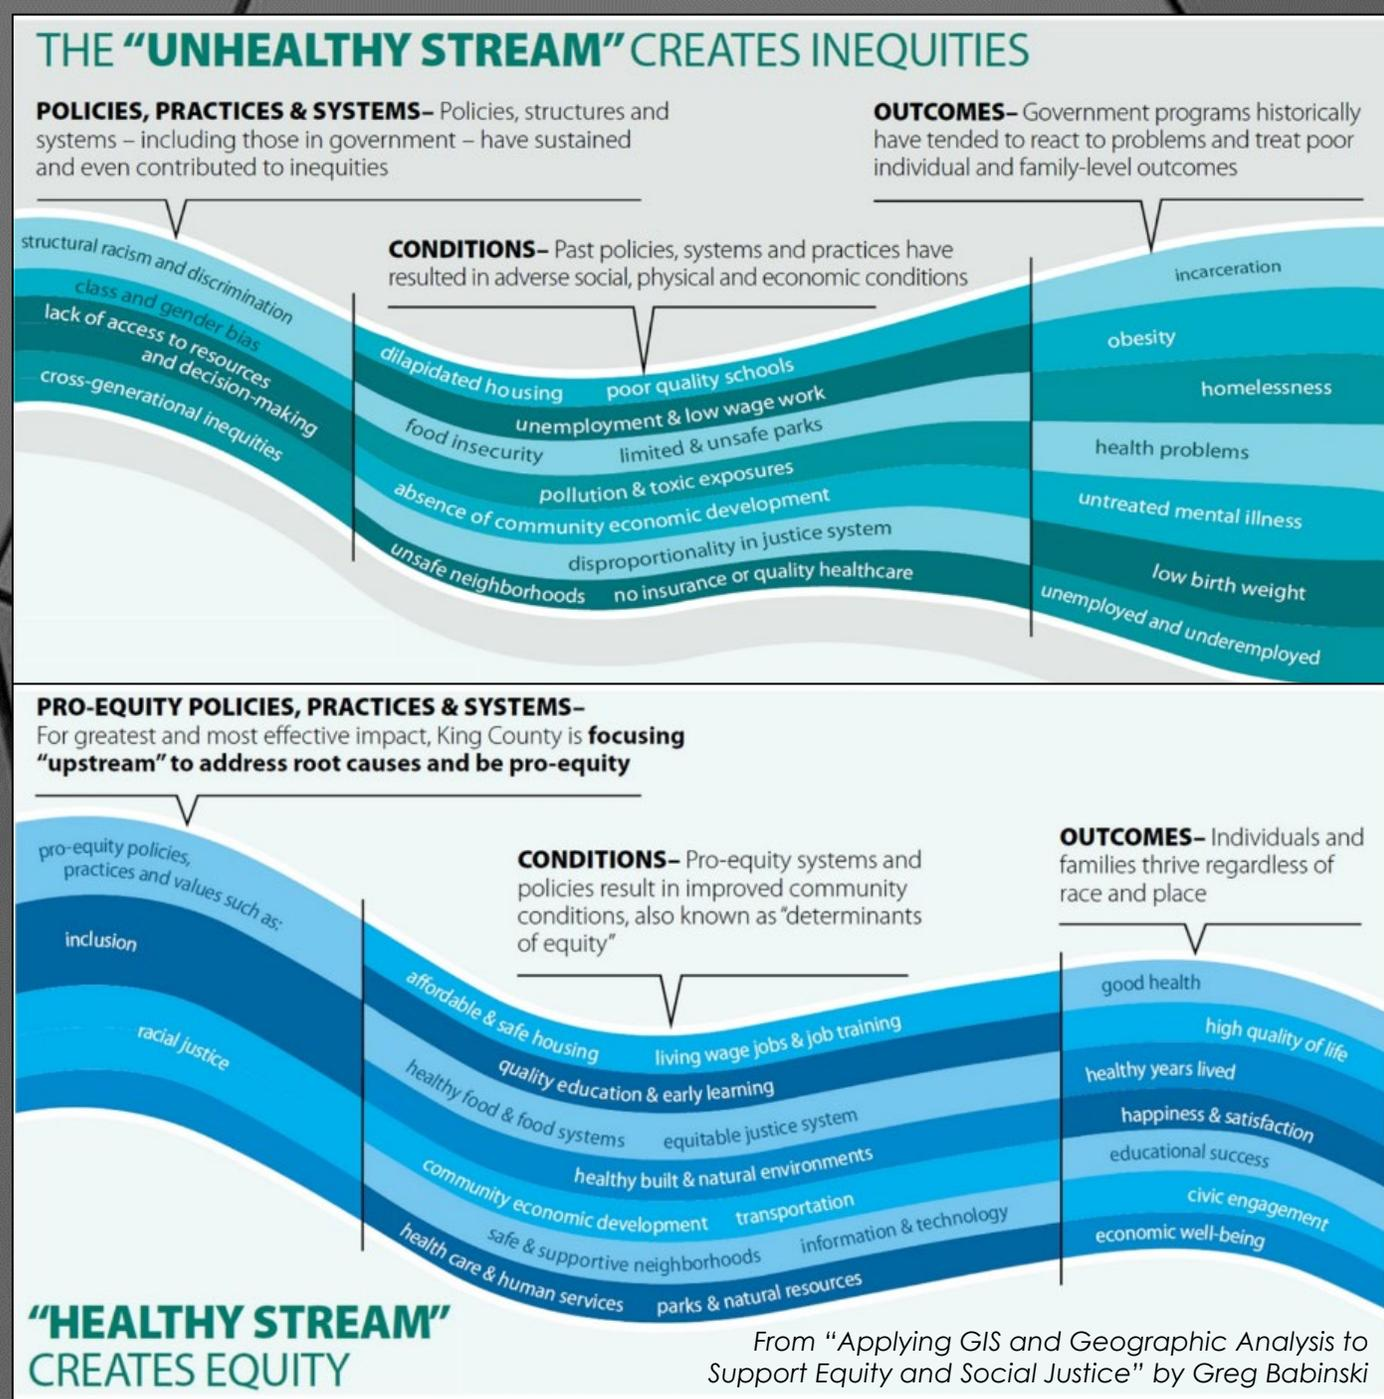 THE “UNHEALTHY STREAM” CREATES INEQUITIES
POLICIES, PRACTICES & SYSTEMS– Policies, structures and
systems – including those in government – have sustained
and even contributed to inequities
OUTCOMES– Government programs historically
have tended to react to problems and treat poor
individual and family-level outcomes
CONDITIONS– Past policies, systems and practices have
resulted in adverse social, physical and economic conditions
structural racism and discrimination
class and gender bias
lack of access to resources
and decision-making
cross-generational inequities
dilapidated housing
poor quality schools
unemployment & low wage work
food insecurity
limited & unsafe parks
pollution & toxic exposures
absence of community economic development
disproportionality in justice system
unsafe neighborhoods
no insurance or quality healthcare
incarceration
obesity
homelessness
health problems
untreated mental illness
low birth weight
unemployed and underemployed
PRO-EQUITY POLICIES, PRACTICES & SYSTEMS–
For greatest and most effective impact, King County is focusing
“upstream” to address root causes and be pro-equity
CONDITIONS– Pro-equity systems and
policies result in improved community
conditions, also known as “determinants
of equity”
OUTCOMES– Individuals and
families thrive regardless of
race and place
pro-equity policies,
practices and values such as:
inclusion
racial justice
affordable & safe housing
living wage jobs & job training
quality education & early learning
healthy food & food systems
equitable justice system
healthy built & natural environments
community economic development
transportation
safe & supportive neighborhoods
information & technology
health care & human services
parks & natural resources
good health
high quality of life
healthy years lived
happiness & satisfaction
educational success
civic engagement
economic well-being
“HEALTHY STREAM”
CREATES EQUITY
From “Applying GIS and Geographic Analysis to
Support Equity and Social Justice” by Greg Babinski